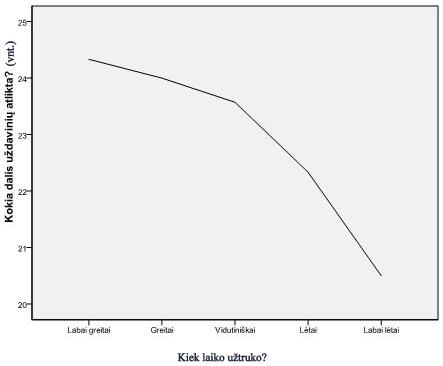 Kokia dalis uždavinių atlikta? (vnt.)
25
24
23
22
21
20
Labai greitai Greitai Vidutiniškai Lėtai Labai lėtai
Kiek laiko užtruko?